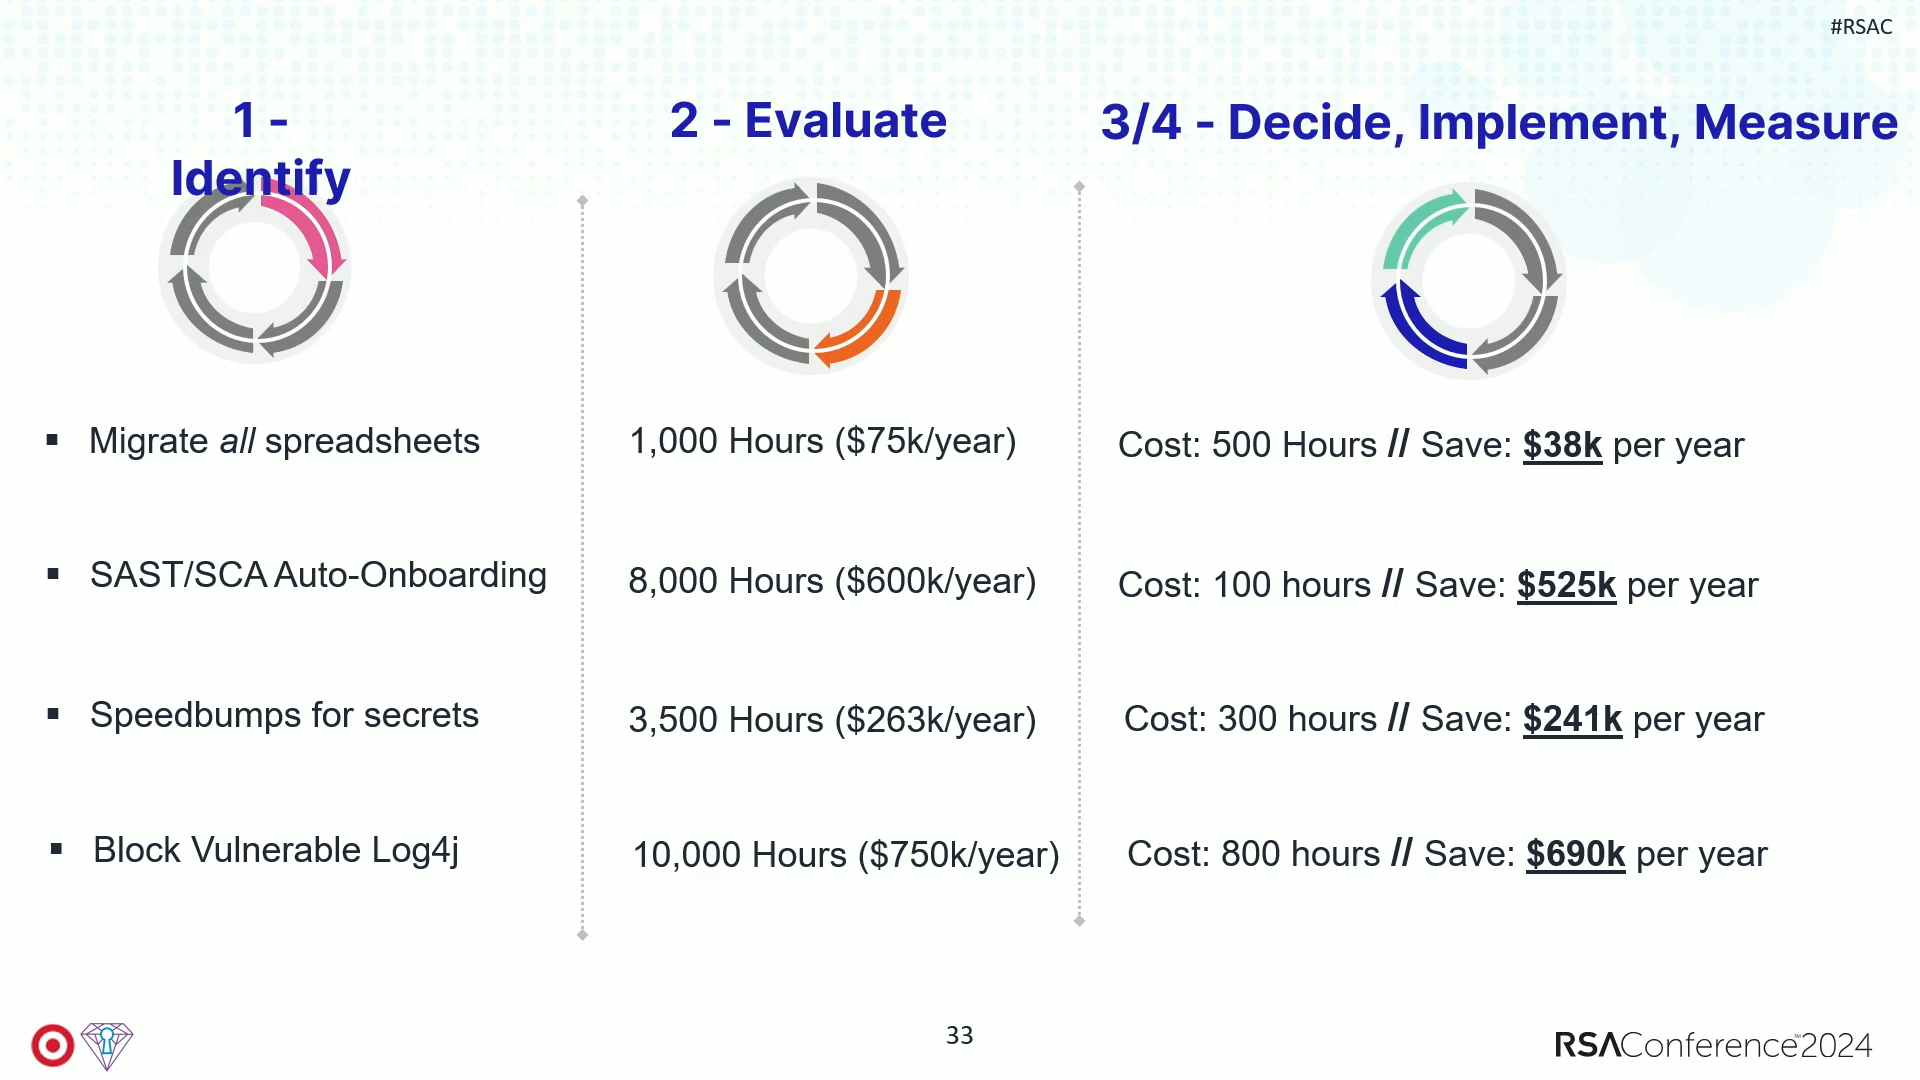 #RSAC
1 -
Identify
2 - Evaluate
3/4 - Decide, Implement, Measure
▪ Migrate all spreadsheets
1,000 Hours ($75k/year)
Cost: 500 Hours // Save: $38k per year
▪ SAST/SCA Auto-Onboarding
8,000 Hours ($600k/year)
Cost: 100 hours // Save: $525k per year
▪ Speedbumps for secrets
3,500 Hours ($263k/year)
Cost: 300 hours // Save: $241k per year
▪ Block Vulnerable Log4j
10,000 Hours ($750k/year)
Cost: 800 hours // Save: $690k per year
33
RSAConference™2024